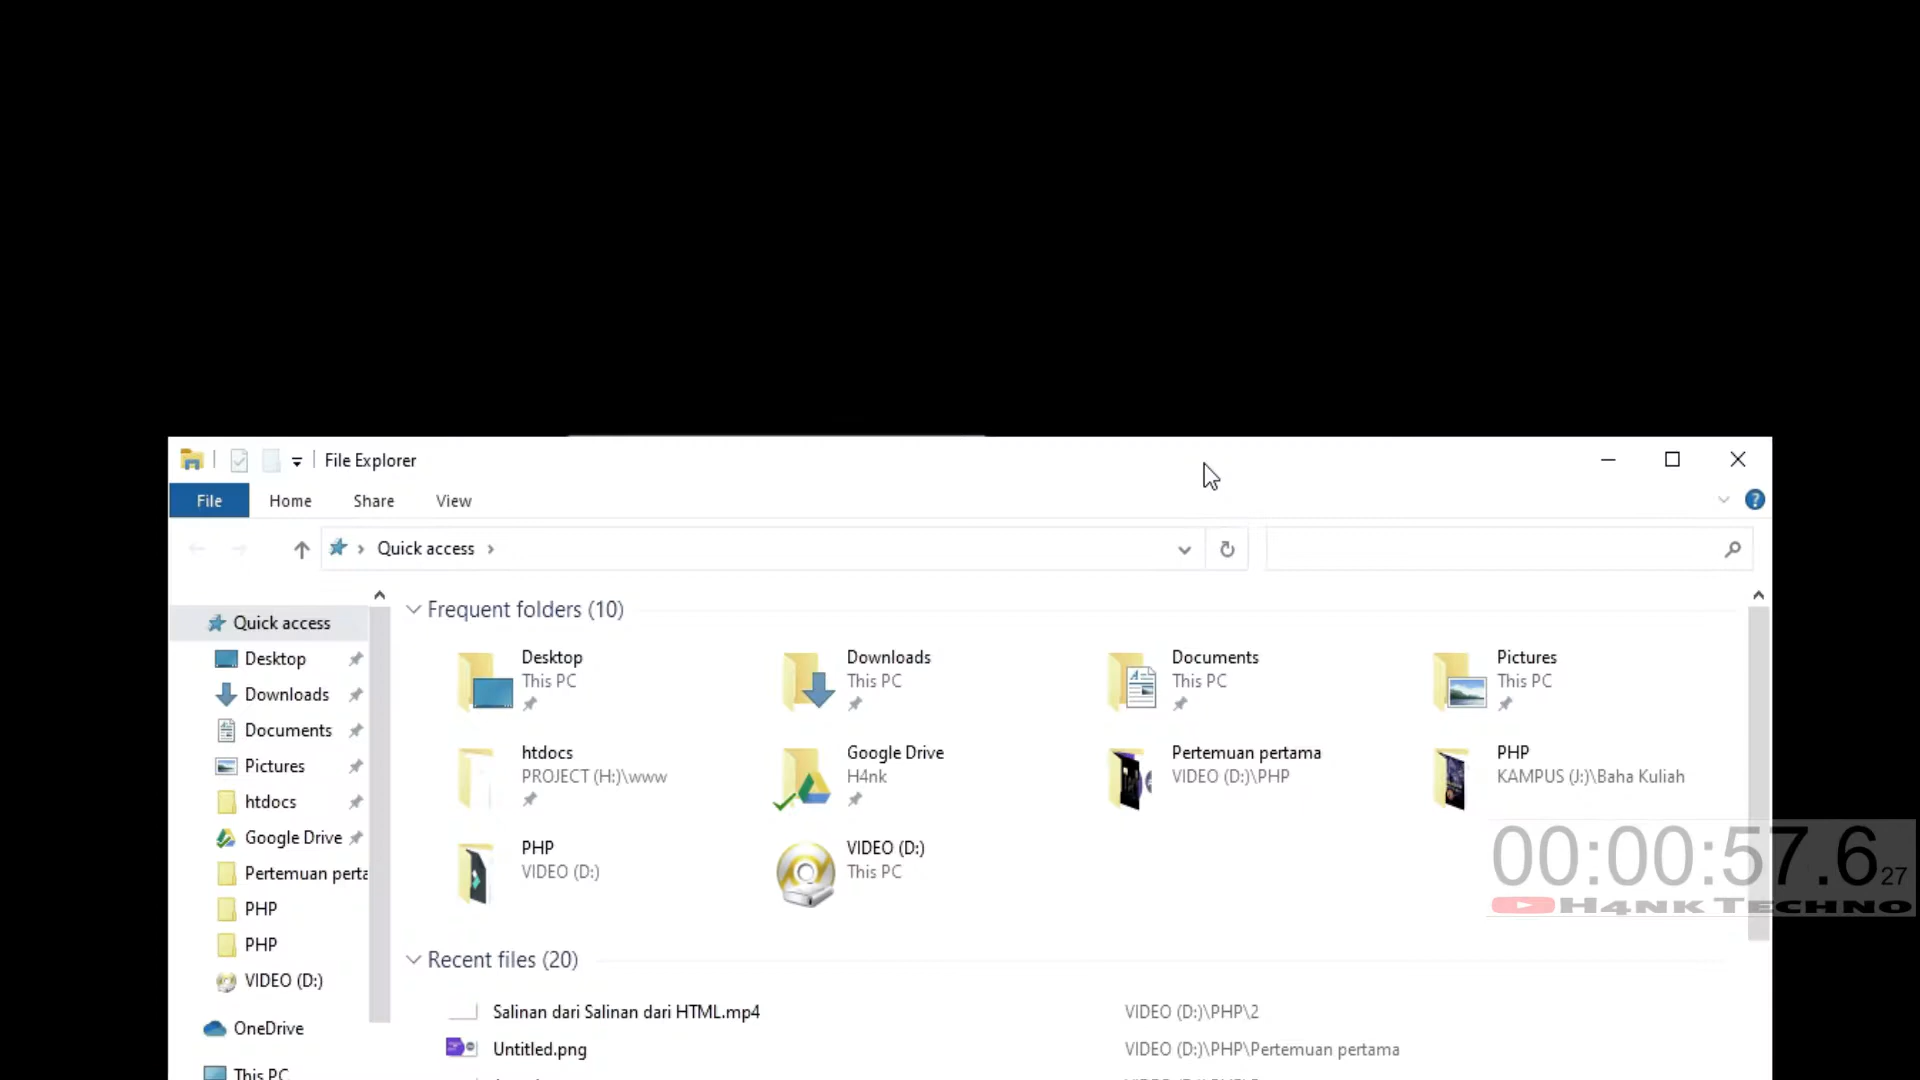 File Explorer
File Home Share View
Quick access
Quick access
Desktop
Downloads
Documents
Pictures
htdocs
Google Drive
Pertemuan perta
PHP
PHP
VIDEO (D:)
OneDrive
This PC
Frequent folders (10)
Desktop
This PC
Downloads
This PC
Documents
This PC
Pictures
This PC
htdocs
PROJECT (H:)\www
Google Drive
H4nk
Pertemuan pertama
VIDEO (D:)\PHP
PHP
KAMPUS (J:)\Baha Kuliah
PHP
VIDEO (D:)
VIDEO (D:)
This PC
Recent files (20)
Salinan dari Salinan dari HTML.mp4 VIDEO (D:)\PHP\2
Untitled.png VIDEO (D:)\PHP\Pertemuan pertama
00:00:57.627
H4NK TECHNO